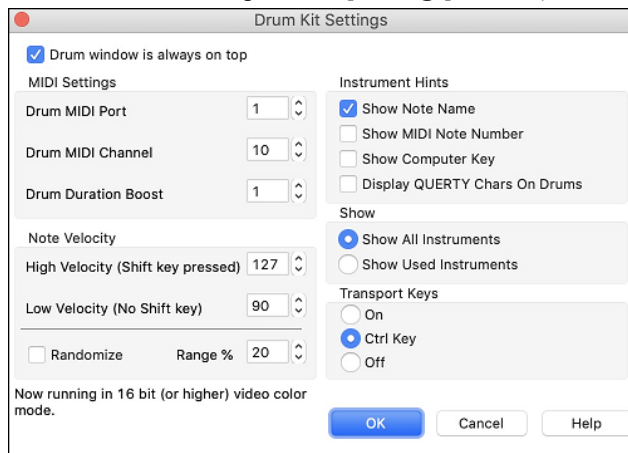 Drum Kit Settings
Drum window is always on top
MIDI Settings
Drum MIDI Port 1
Drum MIDI Channel 10
Drum Duration Boost 1
Note Velocity
High Velocity (Shift key pressed) 127
Low Velocity (No Shift key) 90
Randomize Range % 20
Now running in 16 bit (or higher) video color
mode.
Instrument Hints
Show Note Name
Show MIDI Note Number
Show Computer Key
Display QUERTY Chars On Drums
Show
Show All Instruments
Show Used Instruments
Transport Keys
On
Ctrl Key
Off
OK Cancel Help